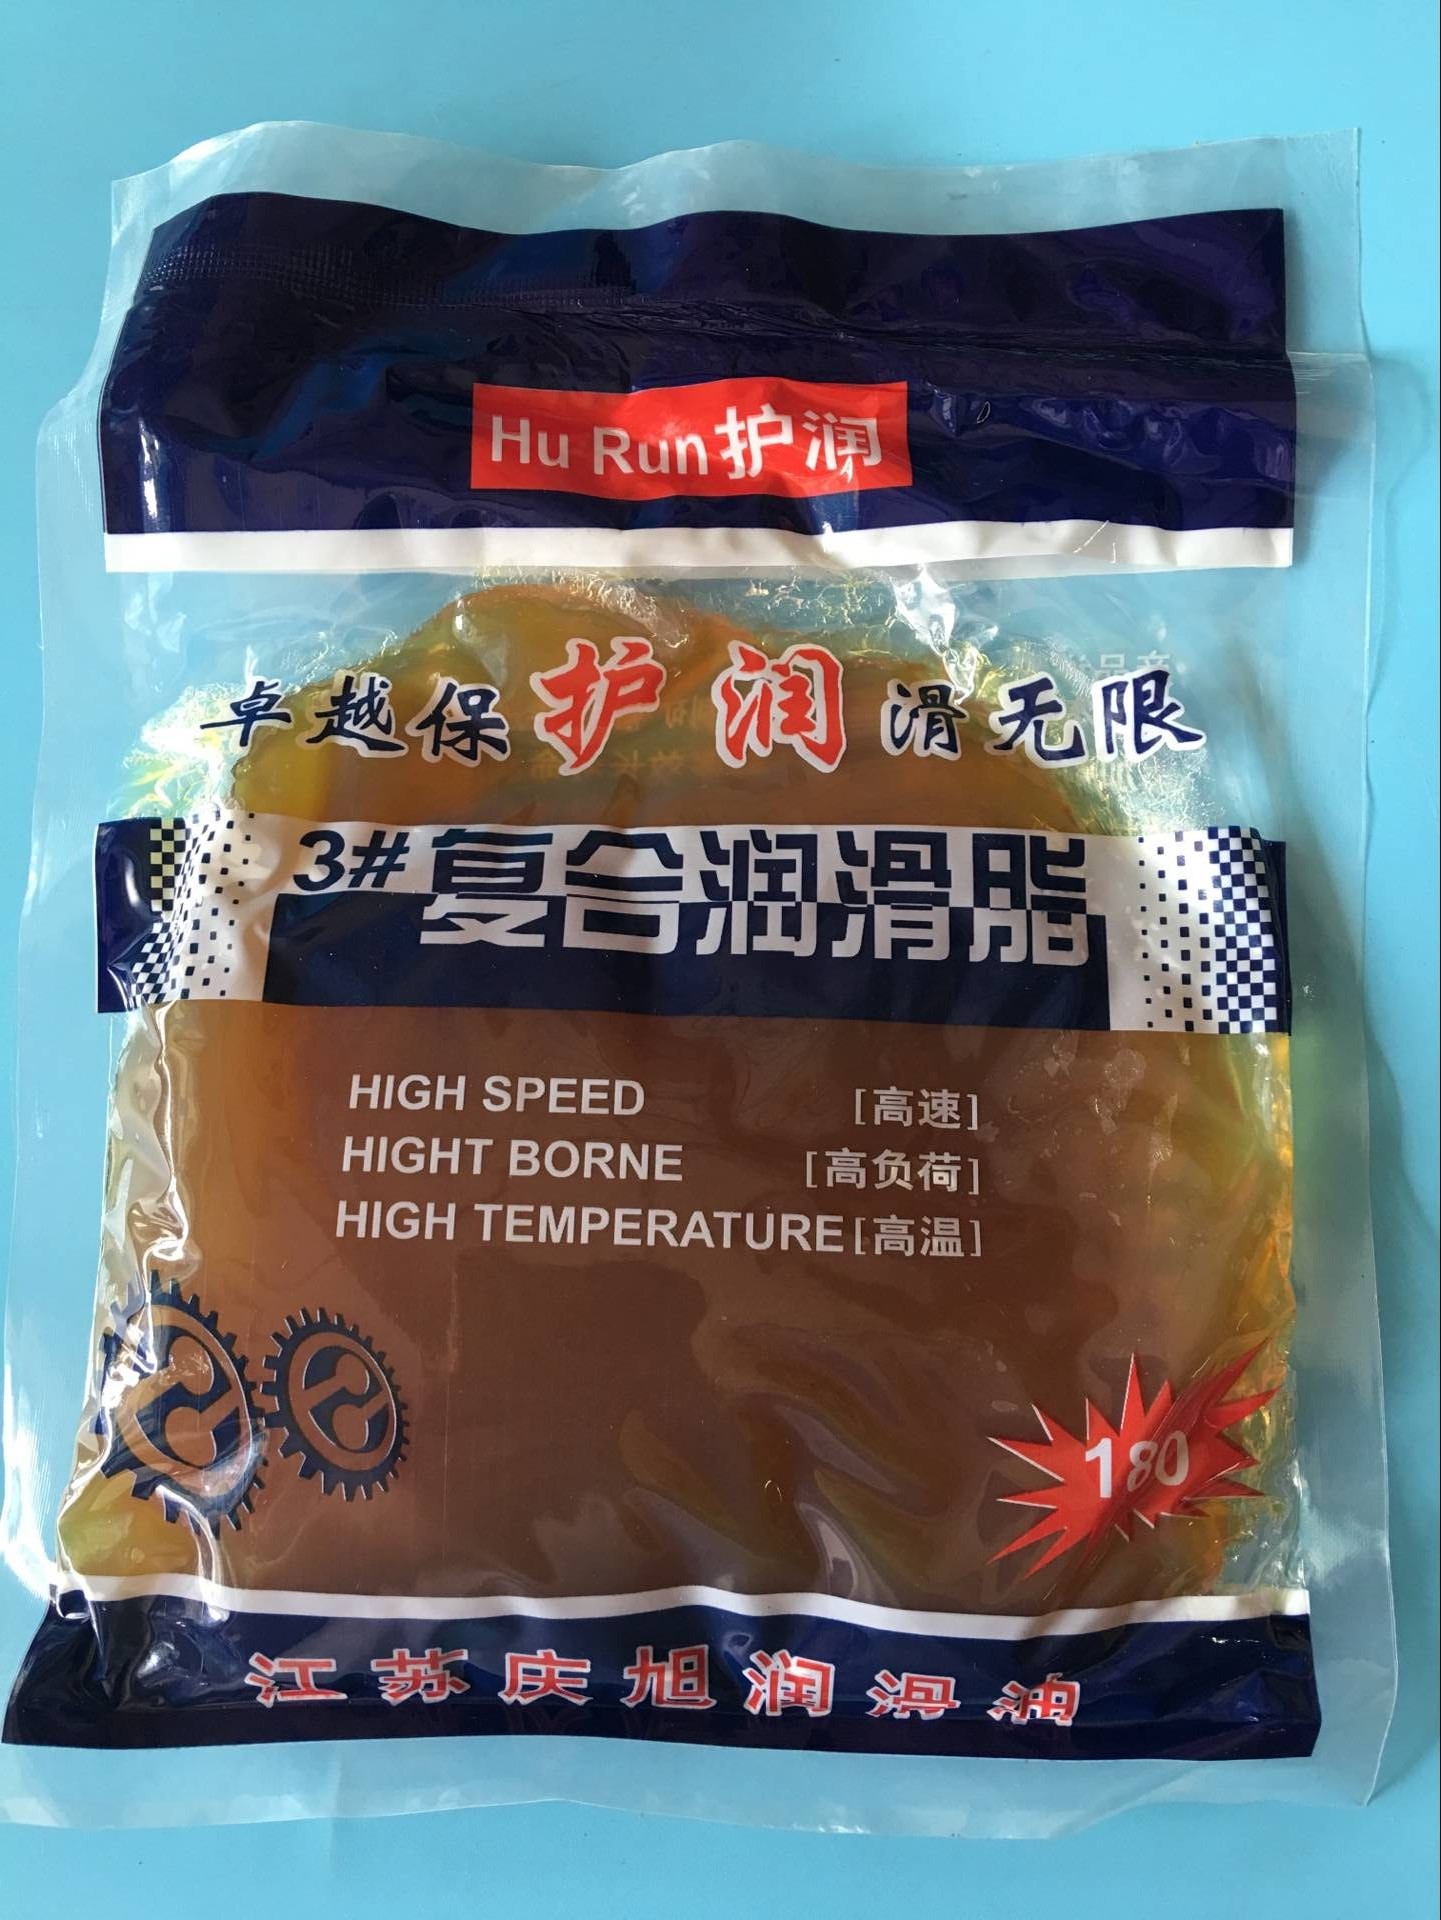 Hu Run护润
卓越保护润滑无限
3#复合润滑脂
HIGH SPEED [高速]
HIGHT BORNE [高负荷]
HIGH TEMPERATURE[高温]
180
江苏庆旭润滑油